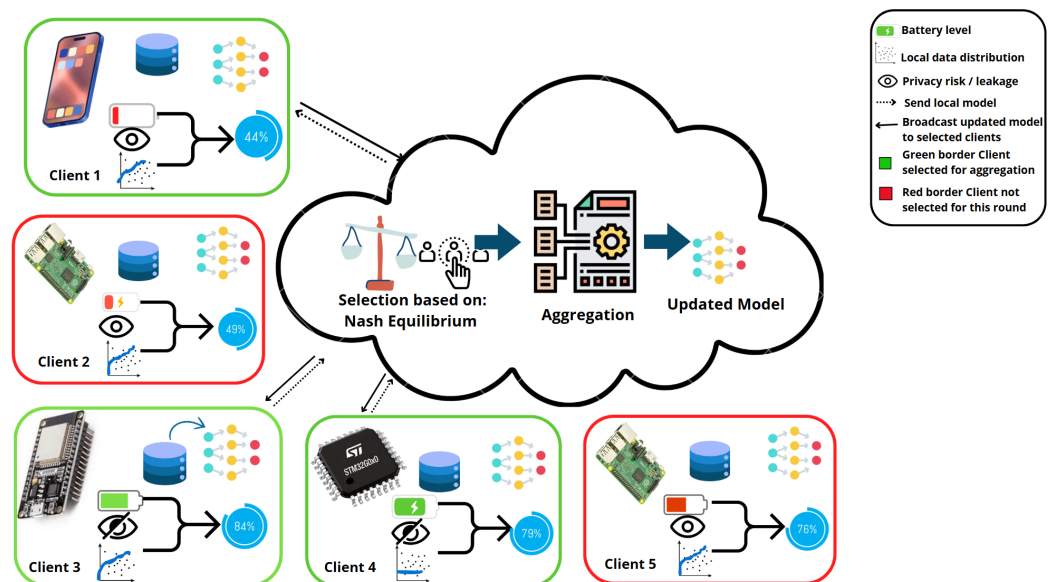 44%
Client 1
49%
Client 2
84%
Client 3
STM32G0x0
79%
Client 4
76%
Client 5
Selection based on:
Nash Equilibrium
Aggregation
Updated Model
Battery level
Local data distribution
Privacy risk / leakage
Send local model
Broadcast updated model
to selected clients
Green border Client
selected for aggregation
Red border Client not
selected for this round